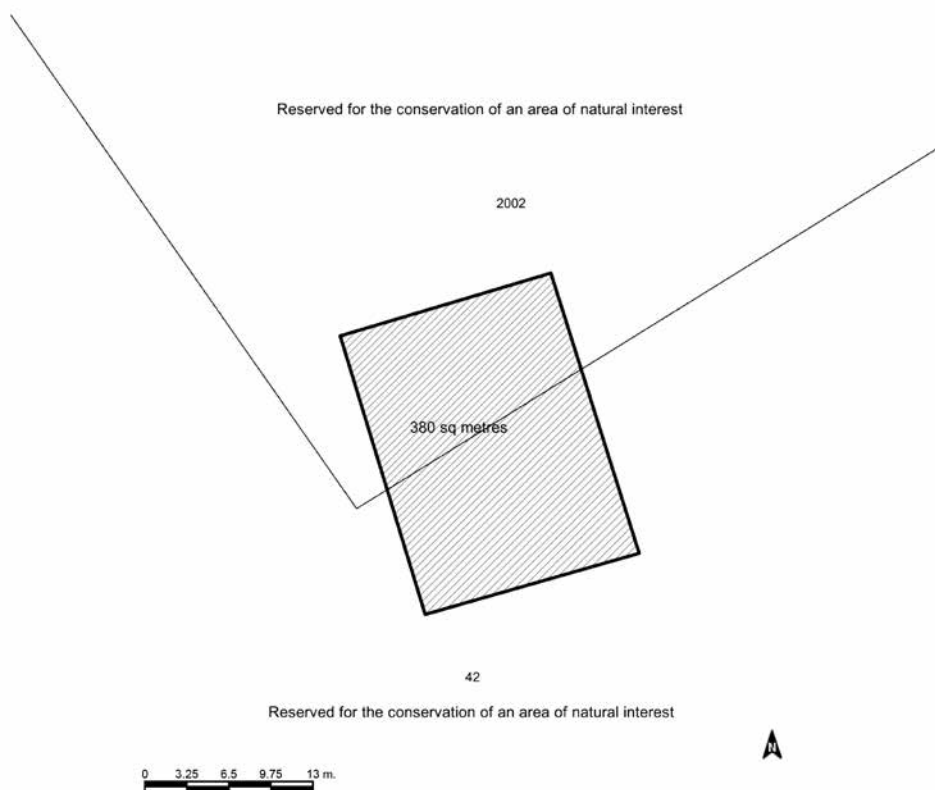 Reserved for the conservation of an area of natural interest
2002
380 sq metres
42
Reserved for the conservation of an area of natural interest
N
0 3.25 6.5 9.75 13 m.